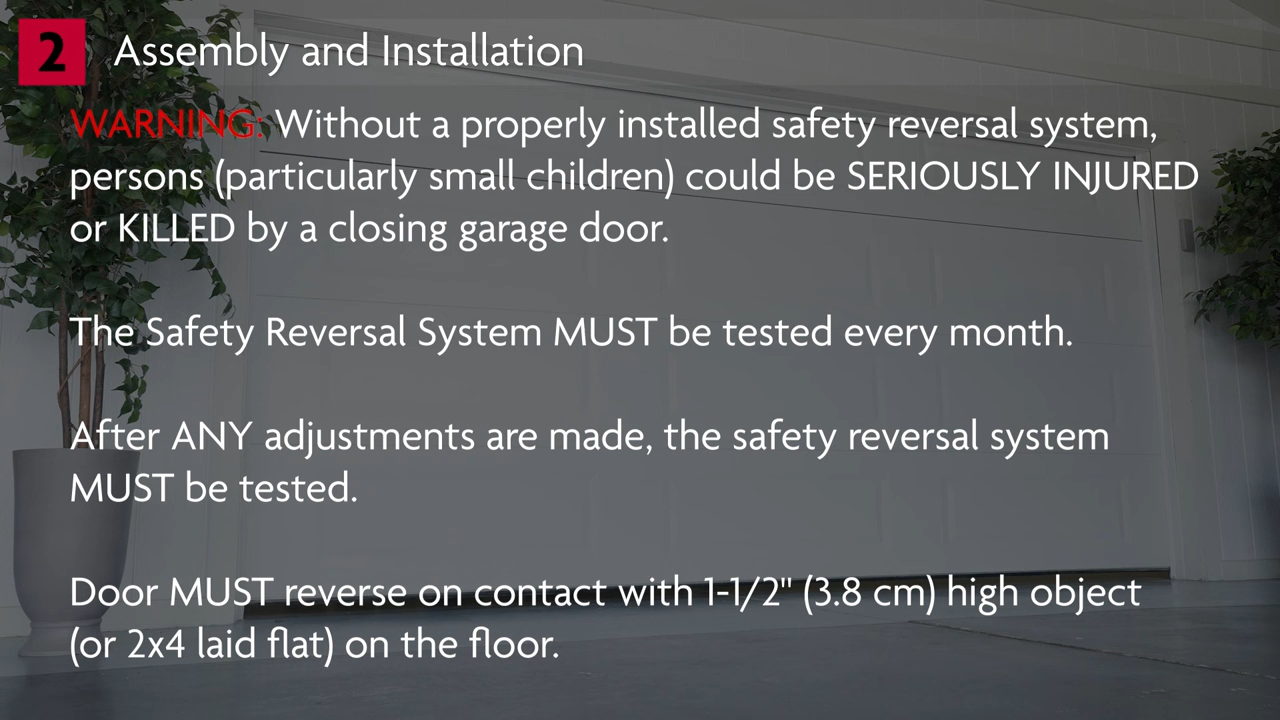 2 Assembly and Installation
WARNING: Without a properly installed safety reversal system,
persons (particularly small children) could be SERIOUSLY INJURED
or KILLED by a closing garage door.
The Safety Reversal System MUST be tested every month.
After ANY adjustments are made, the safety reversal system
MUST be tested.
Door MUST reverse on contact with 1-1/2" (3.8 cm) high object
(or 2x4 laid flat) on the floor.